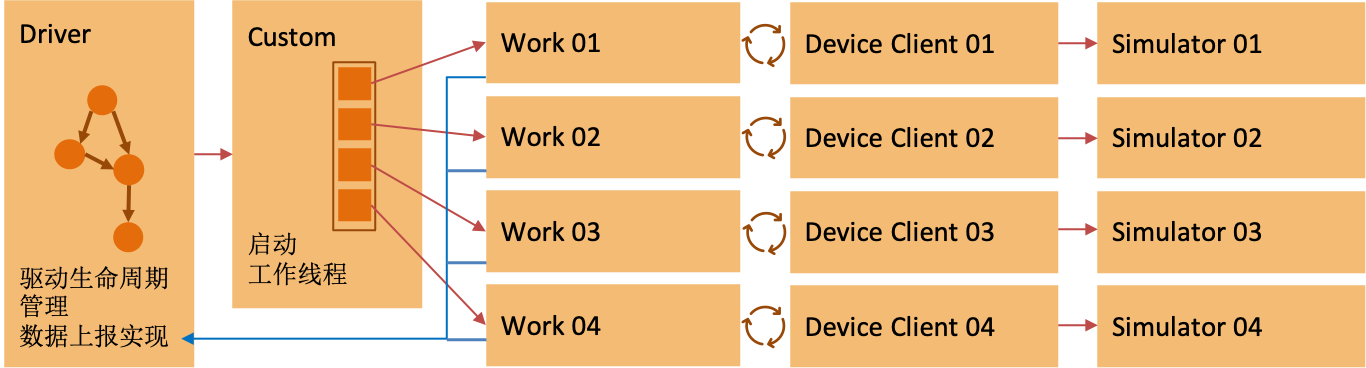 Driver
驱动生命周期
管理
数据上报实现
Custom
启动
工作线程
Work 01
Device Client 01
Simulator 01
Work 02
Device Client 02
Simulator 02
Work 03
Device Client 03
Simulator 03
Work 04
Device Client 04
Simulator 04